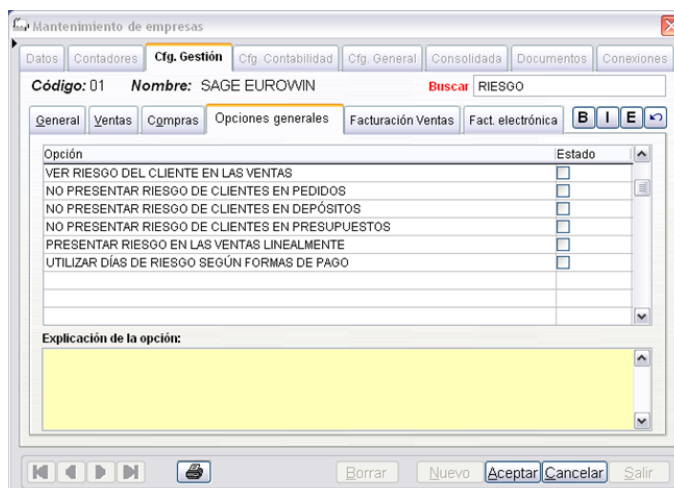 Mantenimiento de empresas
Datos Contadores Cfg. Gestión Cfg. Contabilidad Cfg. General Consolidada Documentos Conexiones
Código: 01 Nombre: SAGE EUROWIN Buscar RIESGO
General Ventas Compras Opciones generales Facturación Ventas Fact. electrónica B I E
Opción Estado
VER RIESGO DEL CLIENTE EN LAS VENTAS
NO PRESENTAR RIESGO DE CLIENTES EN PEDIDOS
NO PRESENTAR RIESGO DE CLIENTES EN DEPÓSITOS
NO PRESENTAR RIESGO DE CLIENTES EN PRESUPUESTOS
PRESENTAR RIESGO EN LAS VENTAS LINEALMENTE
UTILIZAR DÍAS DE RIESGO SEGÚN FORMAS DE PAGO
Explicación de la opción:
Borrar Nuevo Aceptar Cancelar Salir